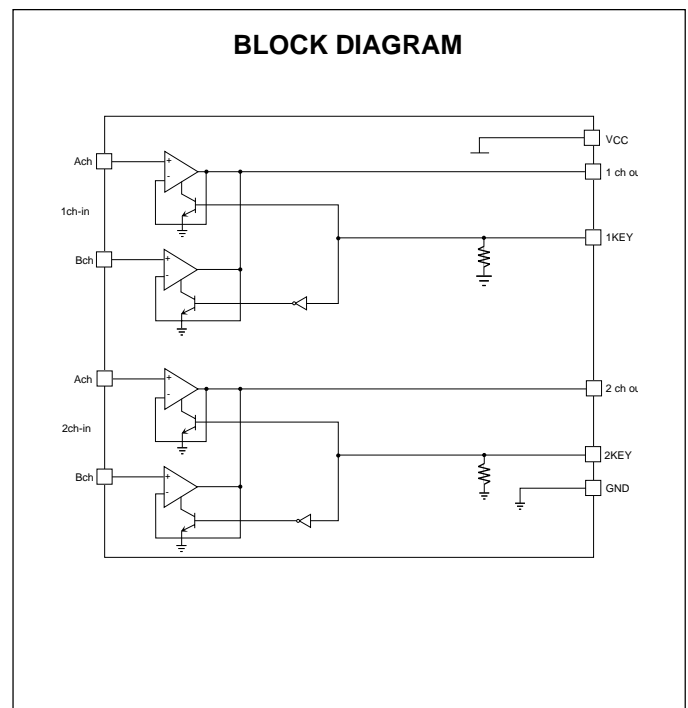 BLOCK DIAGRAM
VCC
Ach
+
-
1 ch ou
1ch-in
1KEY
Bch
+
-
Ach
+
-
2 ch ou
2ch-in
2KEY
Bch
+
-
GND